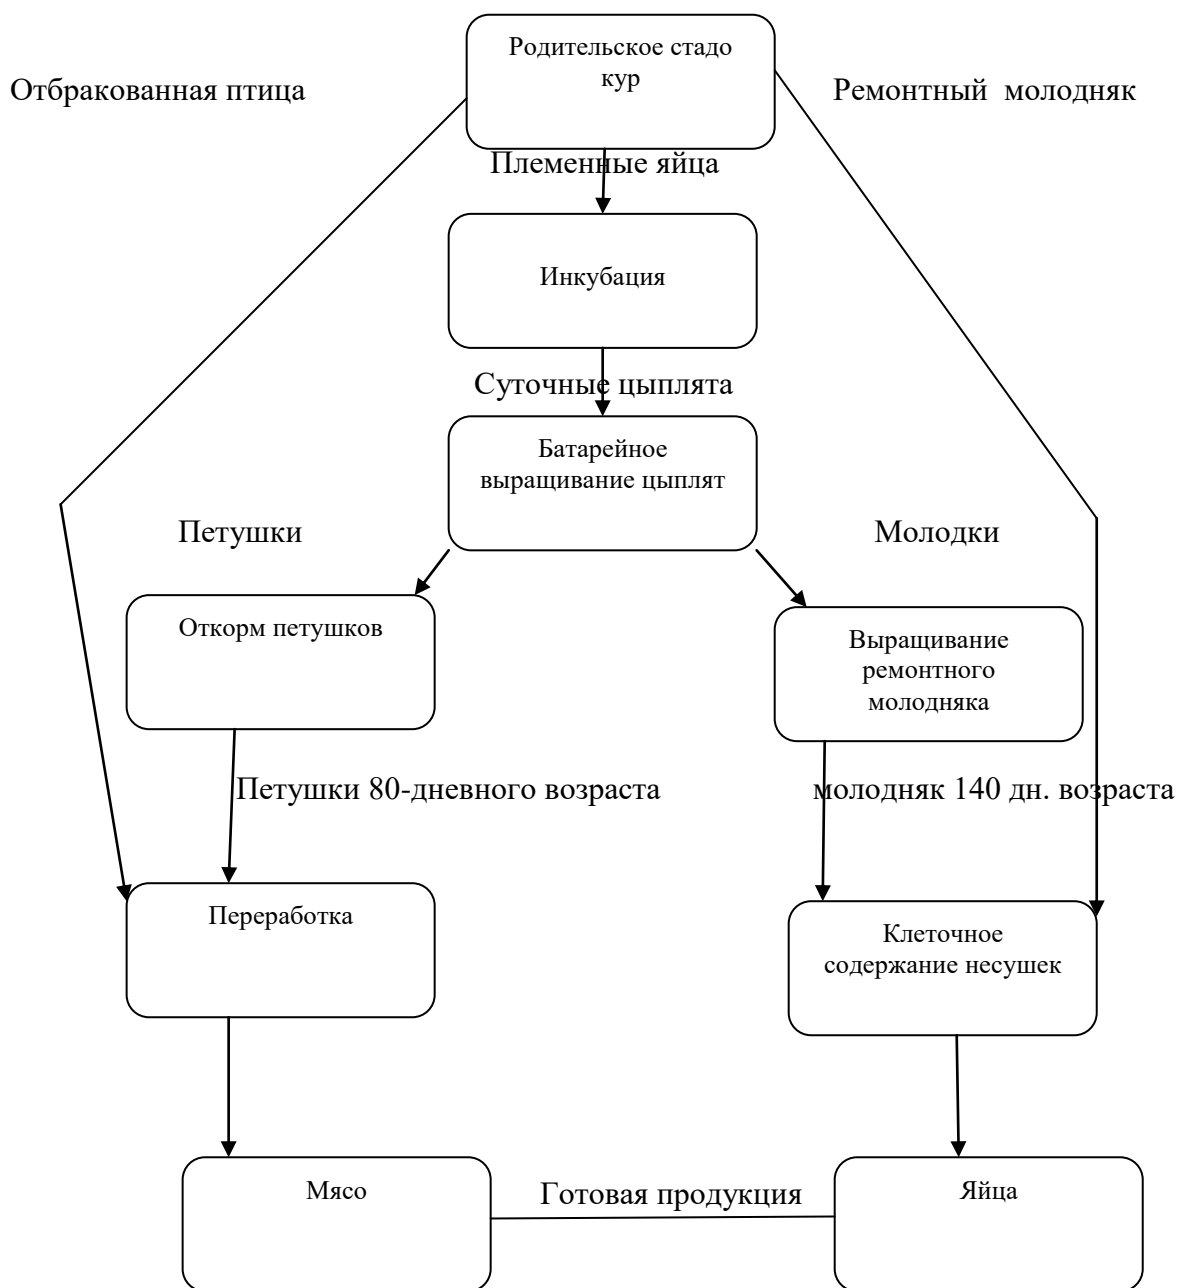 Родительское стадо
кур
Отбракованная птица
Ремонтный молодняк
Племенные яйца
Инкубация
Суточные цыплята
Батарейное
выращивание цыплят
Петушки
Молодки
Откорм петушков
Выращивание
ремонтного
молодняка
Петушки 80-дневного возраста
молодняк 140 дн. возраста
Переработка
Клеточное
содержание несушек
Мясо
Готовая продукция
Яйца